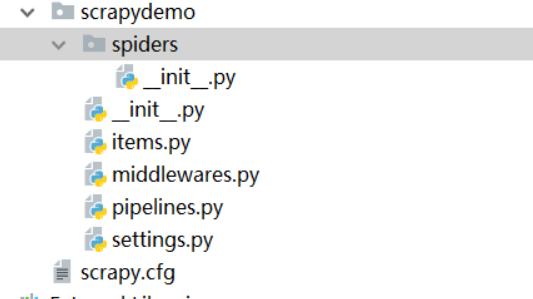 scrapydemo
spiders
__init__.py
__init__.py
items.py
middlewares.py
pipelines.py
settings.py
scrapy.cfg